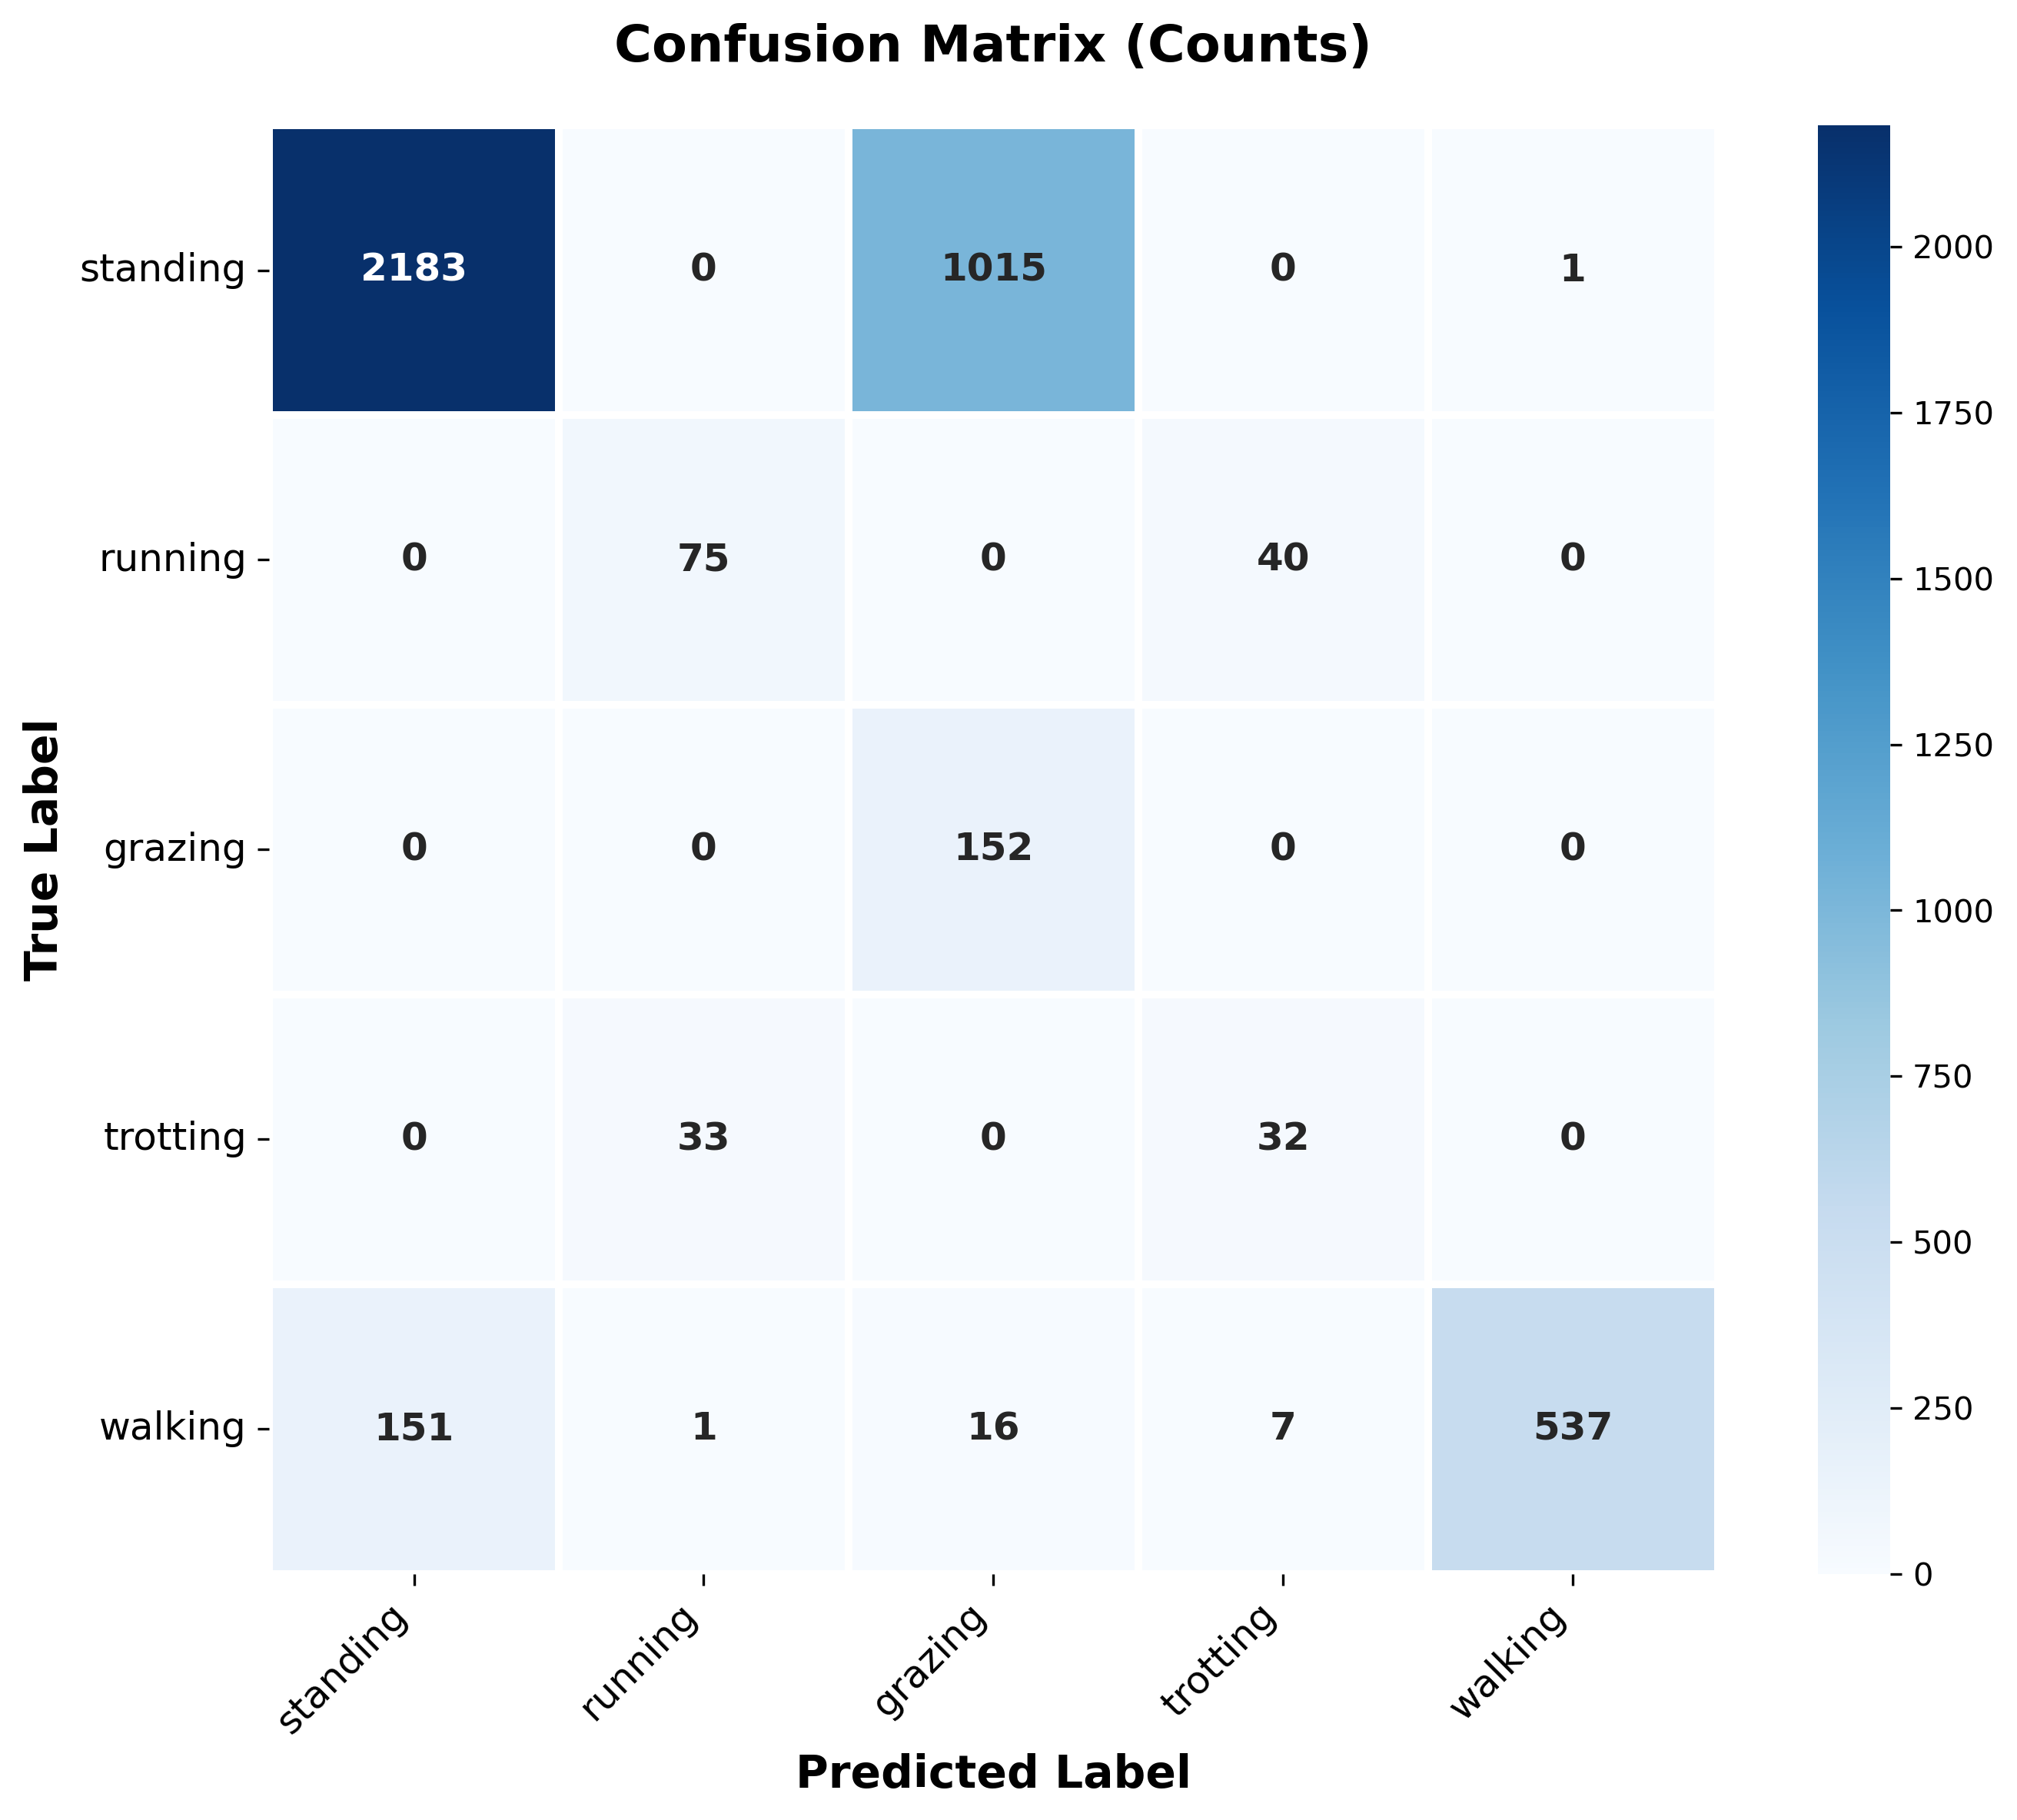 Confusion Matrix (Counts)
standing 2183 0 1015 0 1
running 0 75 0 40 0
grazing 0 0 152 0 0
trotting 0 33 0 32 0
walking 151 1 16 7 537
standing running grazing trotting walking
Predicted Label
True Label
2000
1750
1500
1250
1000
750
500
250
0